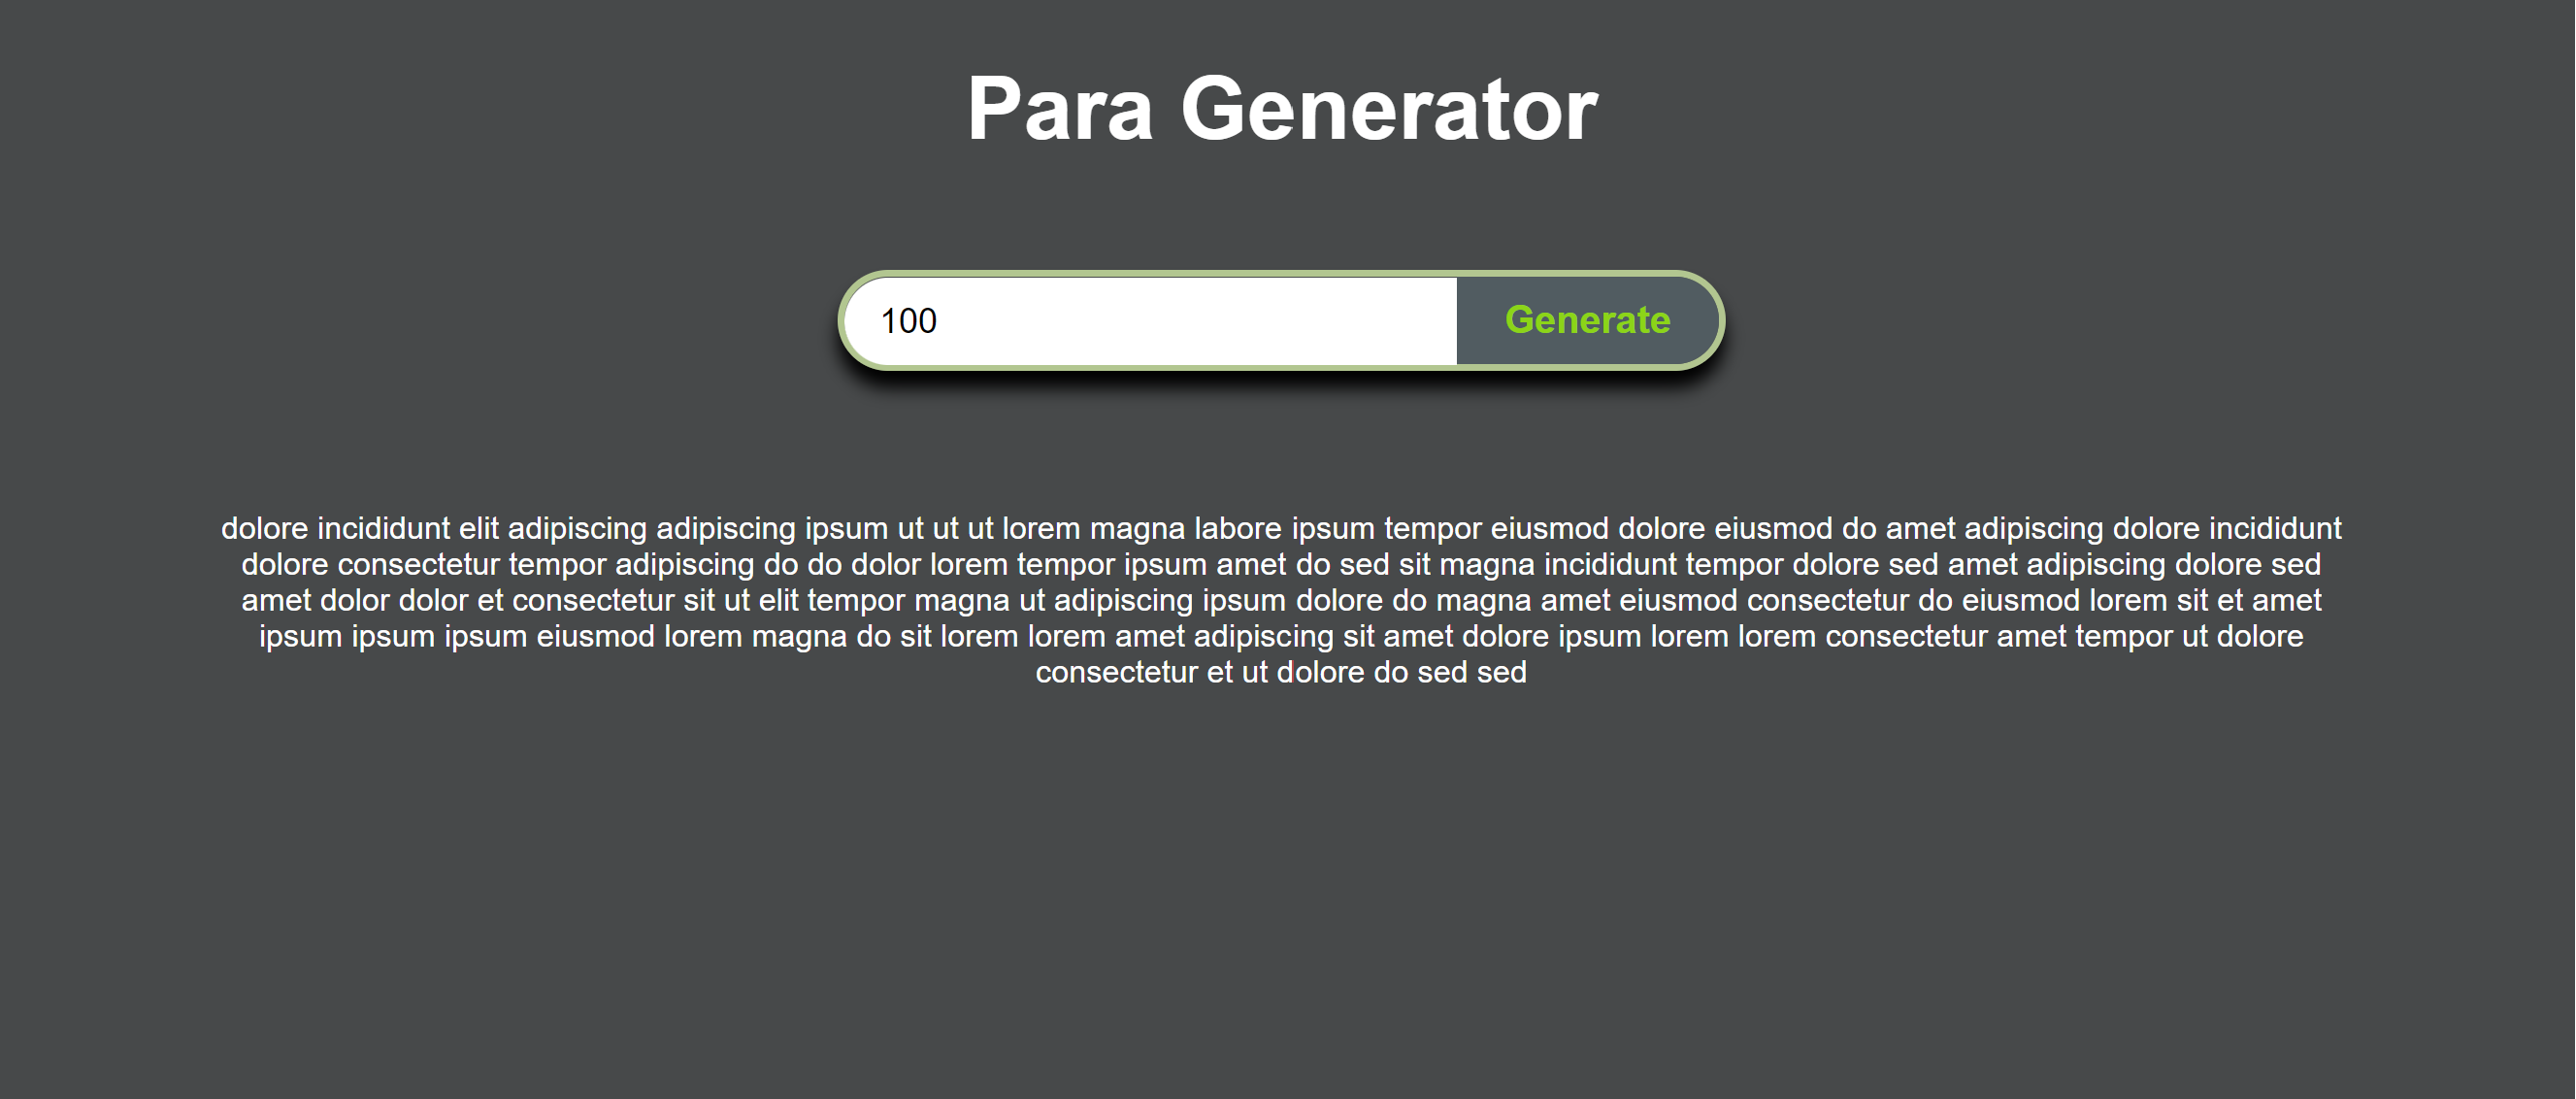 Para Generator
100
Generate
dolore incididunt elit adipiscing adipiscing ipsum ut ut ut lorem magna labore ipsum tempor eiusmod dolore eiusmod do amet adipiscing dolore incididunt
dolore consectetur tempor adipiscing do do dolor lorem tempor ipsum amet do sed sit magna incididunt tempor dolore sed amet adipiscing dolore sed
amet dolor dolor et consectetur sit ut elit tempor magna ut adipiscing ipsum dolore do magna amet eiusmod consectetur do eiusmod lorem sit et amet
ipsum ipsum ipsum eiusmod lorem magna do sit lorem lorem amet adipiscing sit amet dolore ipsum lorem lorem consectetur amet tempor ut dolore
consectetur et ut dolore do sed sed